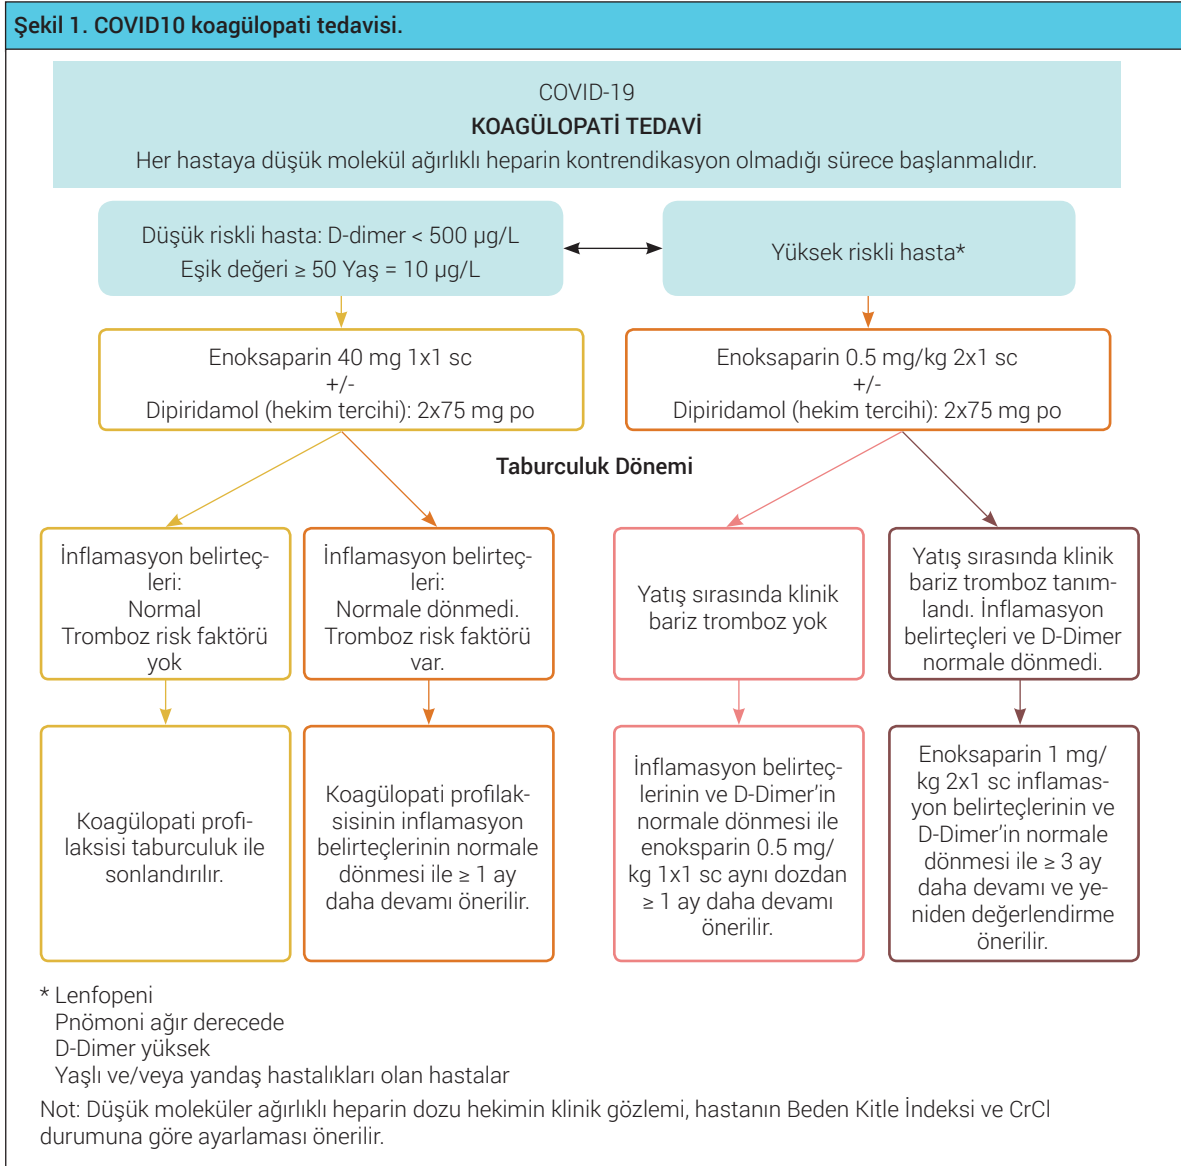 Şekil 1. COVID10 koagülopati tedavisi.
COVID-19
KOAGÜLOPATİ TEDAVİ
Her hastaya düşük molekül ağırlıklı heparin kontrendikasyon olmadığı sürece başlanmalıdır.
Düşük riskli hasta: D-dimer < 500 µg/L
Eşik değeri ≥ 50 Yaş = 10 µg/L
Yüksek riskli hasta*
Enoksaparin 40 mg 1x1 sc
+/-
Dipiridamol (hekim tercihi): 2x75 mg po
Enoksaparin 0.5 mg/kg 2x1 sc
+/-
Dipiridamol (hekim tercihi): 2x75 mg po
Taburculuk Dönemi
İnflamasyon belirteç-
leri:
Normal
Tromboz risk faktörü
yok
İnflamasyon belirteç-
leri:
Normale dönmedi.
Tromboz risk faktörü
var.
Yatış sırasında klinik
bariz tromboz yok
Yatış sırasında klinik
bariz tromboz tanım-
landı. İnflamasyon
belirteçleri ve D-Dimer
normale dönmedi.
Koagülopati profi-
laksisi taburculuk ile
sonlandırılır.
Koagülopati profilak-
sisinin inflamasyon
belirteçlerinin normale
dönmesi ile ≥ 1 ay
daha devamı önerilir.
İnflamasyon belirteç-
lerinin ve D-Dimer’in
normale dönmesi ile
enoksparin 0.5 mg/
kg 1x1 sc aynı dozdan
≥ 1 ay daha devamı
önerilir.
Enoksaparin 1 mg/
kg 2x1 sc inflamas-
yon belirteçlerinin ve
D-Dimer’in normale
dönmesi ile ≥ 3 ay
daha devamı ve ye-
niden değerlendirme
önerilir.
* Lenfopeni
Pnömoni ağır derecede
D-Dimer yüksek
Yaşlı ve/veya yandaş hastalıkları olan hastalar
Not: Düşük moleküler ağırlıklı heparin dozu hekimin klinik gözlemi, hastanın Beden Kitle İndeksi ve CrCl
durumuna göre ayarlaması önerilir.